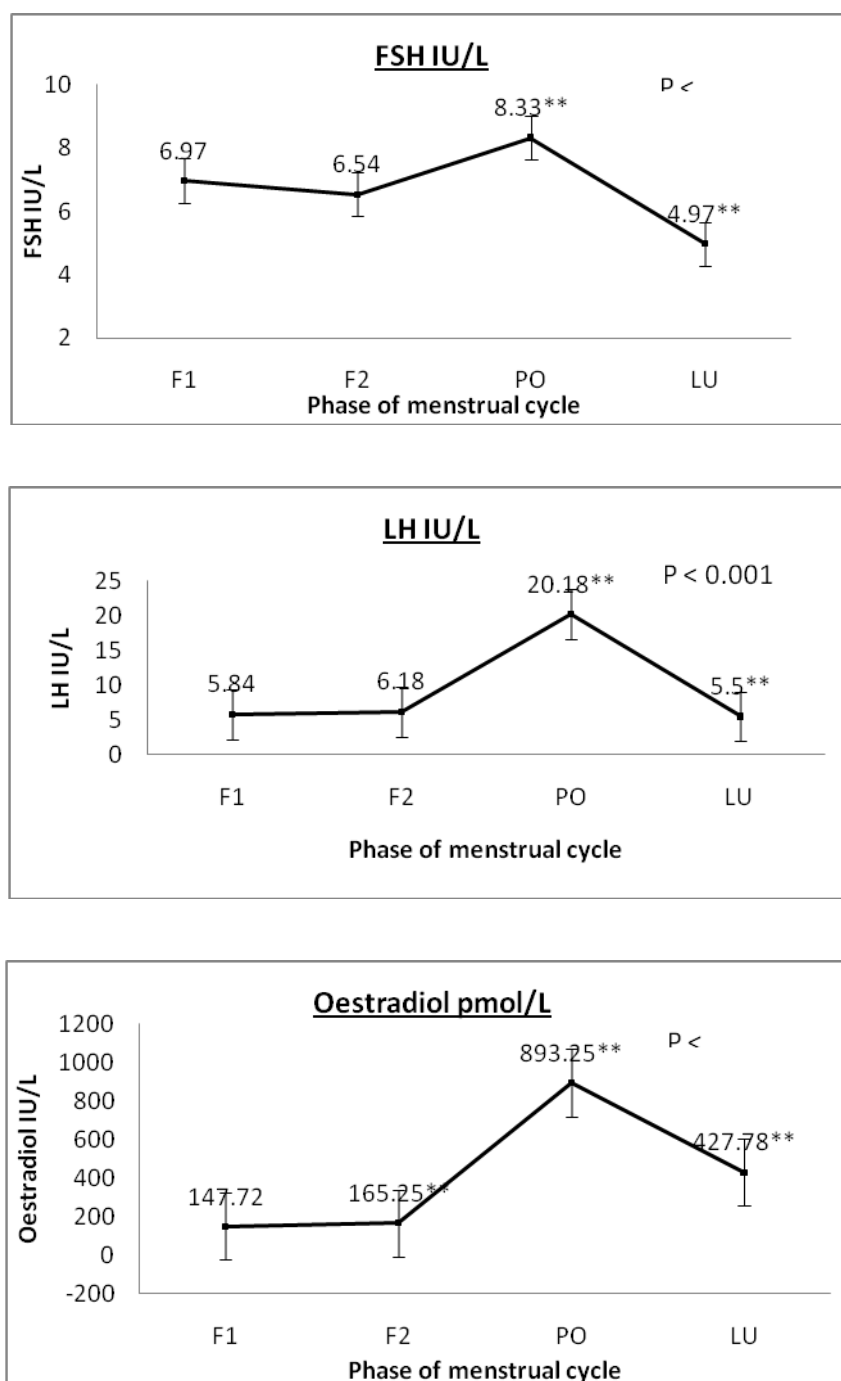 FSH IU/L
P <
10
8
6
4
2
FSH IU/L
6.97
6.54
8.33**
4.97**
F1 F2 PO LU
Phase of menstrual cycle
LH IU/L
P < 0.001
25
20
15
10
5
0
LH IU/L
5.84
6.18
20.18**
5.5**
F1 F2 PO LU
Phase of menstrual cycle
Oestradiol pmol/L
P <
1200
1000
800
600
400
200
0
-200
Oestradiol IU/L
147.72
165.25**
893.25**
427.78**
F1 F2 PO LU
Phase of menstrual cycle